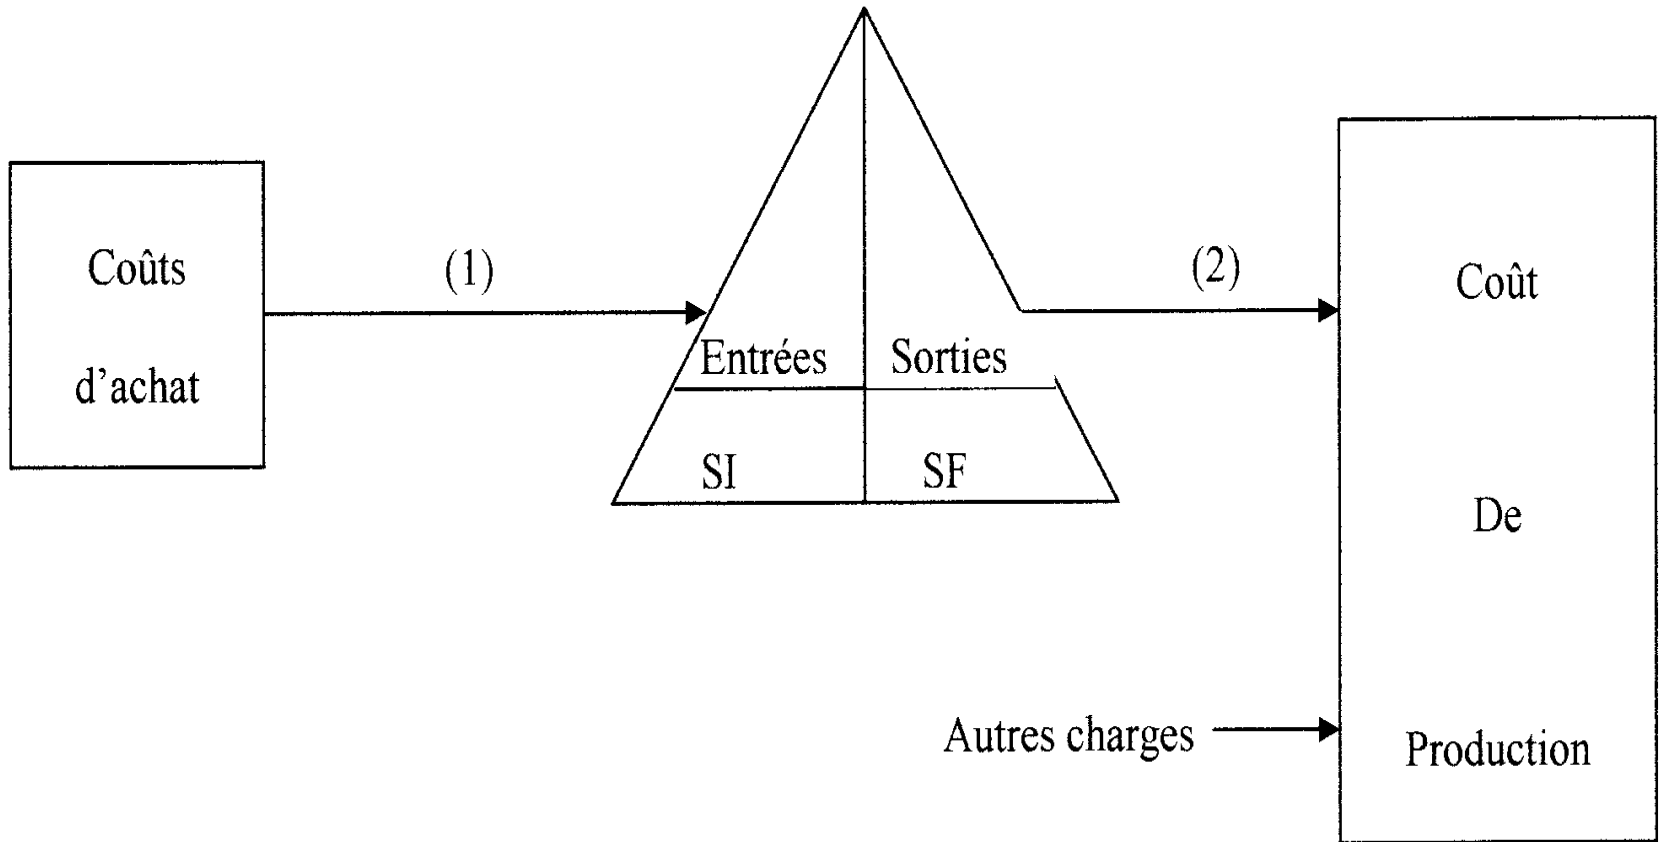 Coûts
d'achat
(1)
Entrées
Sorties
SI
SF
(2)
Coût
De
Production
Autres charges